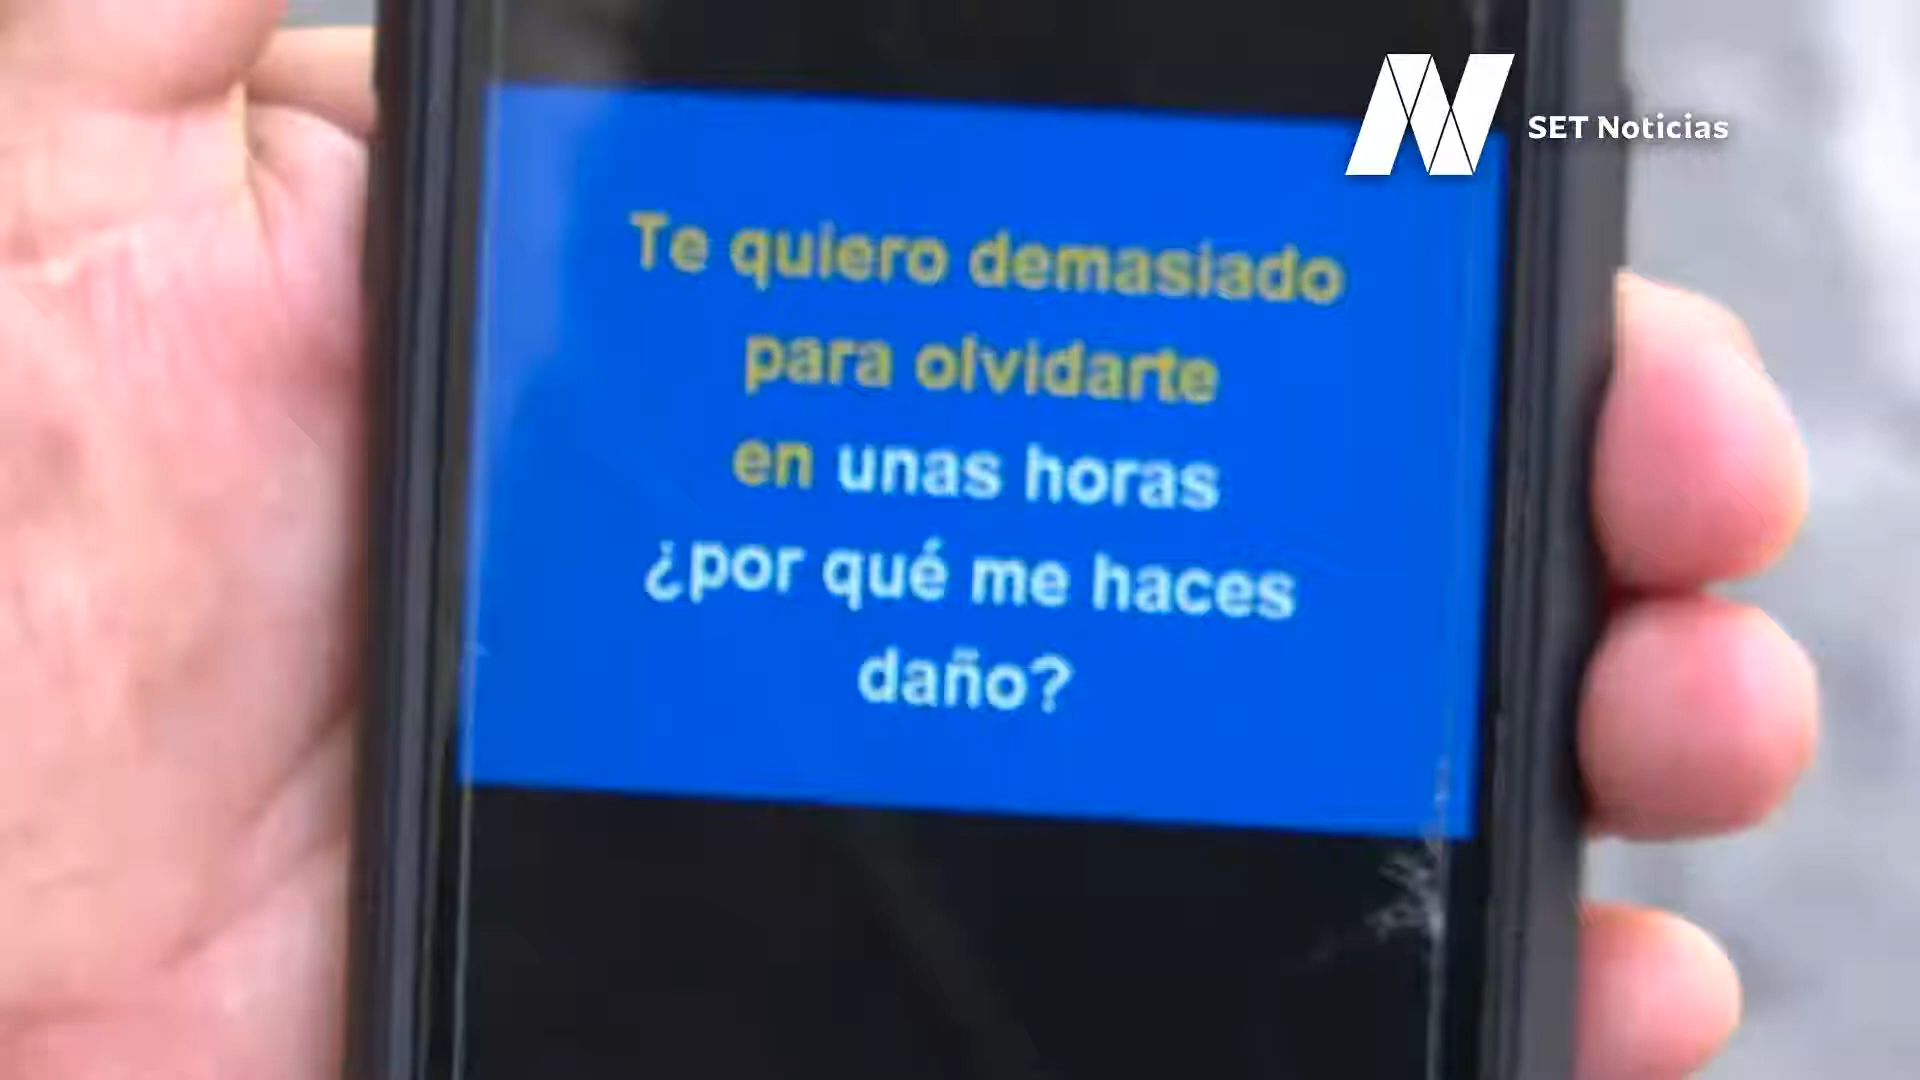 SET Noticias
Te quiero demasiado
para olvidarte
en unas horas
¿por qué me haces
daño?